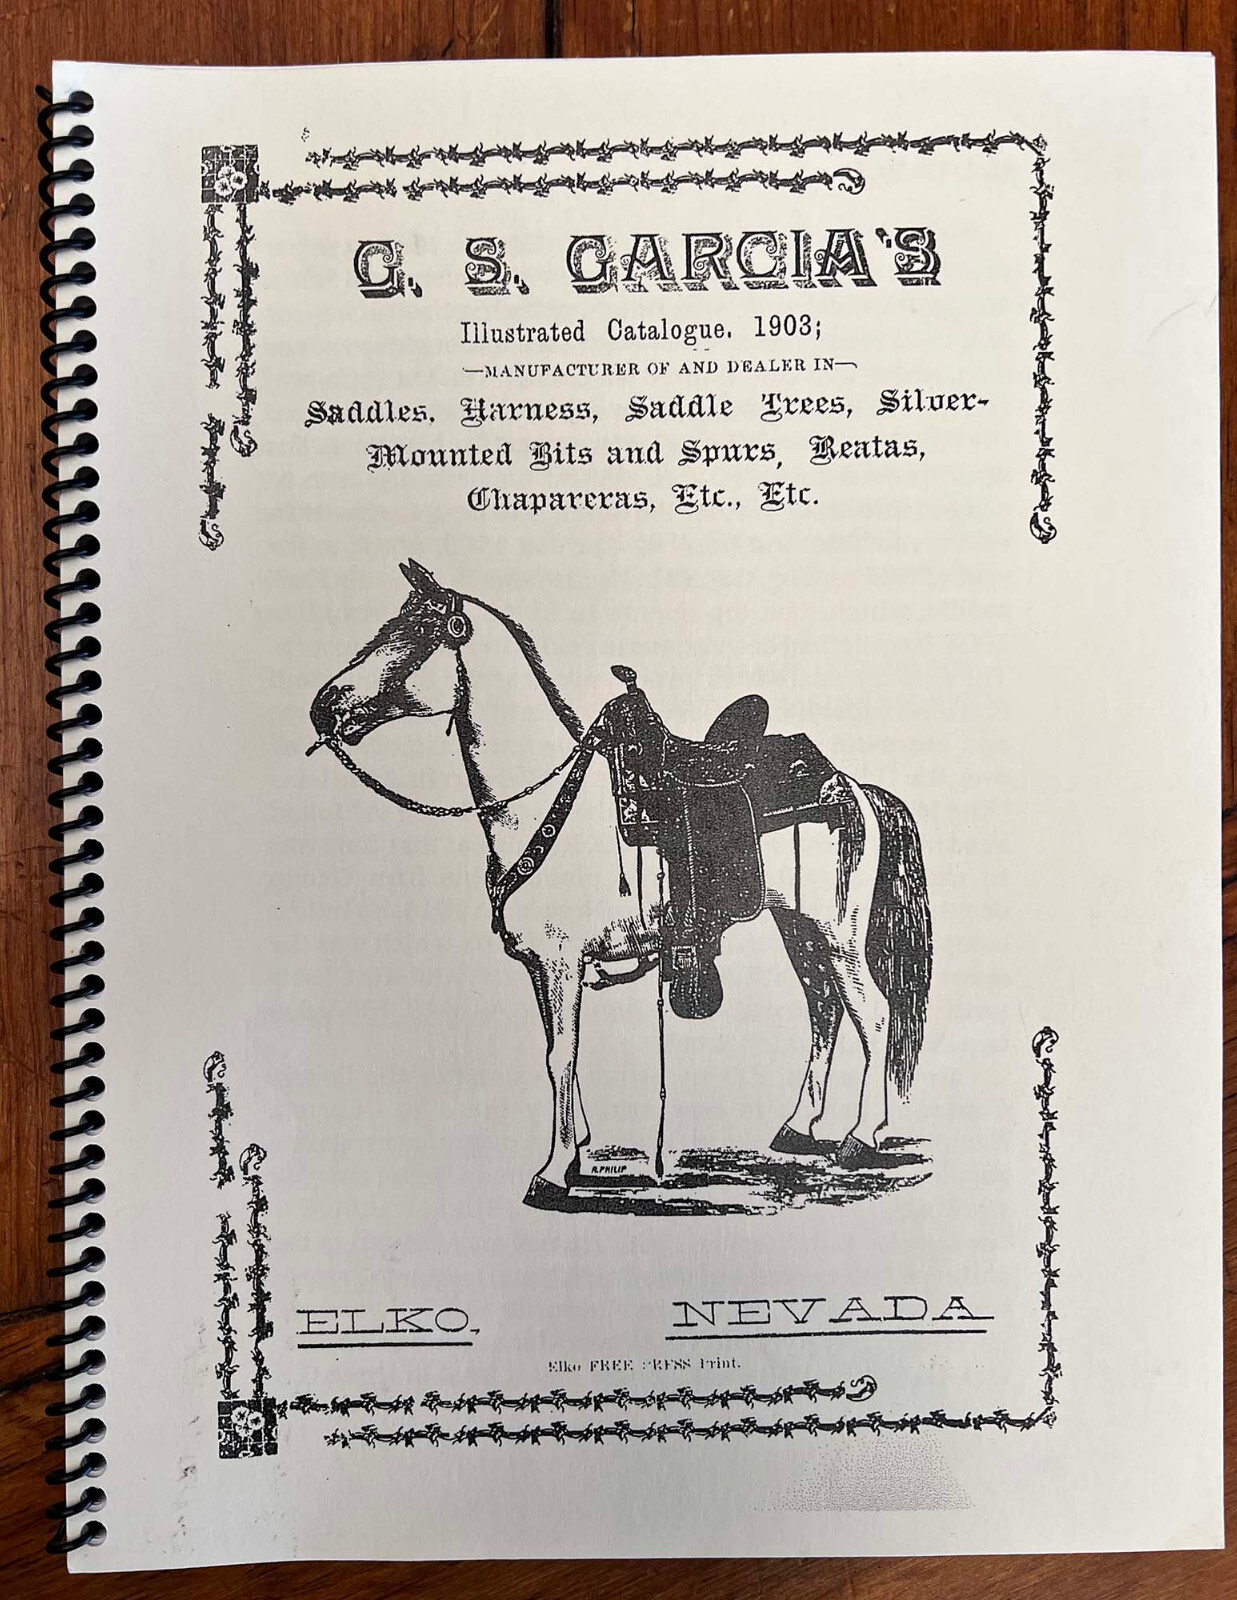 G. S. GARCIA'S
Illustrated Catalogue. 1903;
—MANUFACTURER OF AND DEALER IN—
Saddles, Harness, Saddle Trees, Silver-
Mounted Bits and Spurs, Reatas,
Chapareras, Etc., Etc.
R. PHILIP
ELKO, NEVADA
Elko FREE PRESS Print.